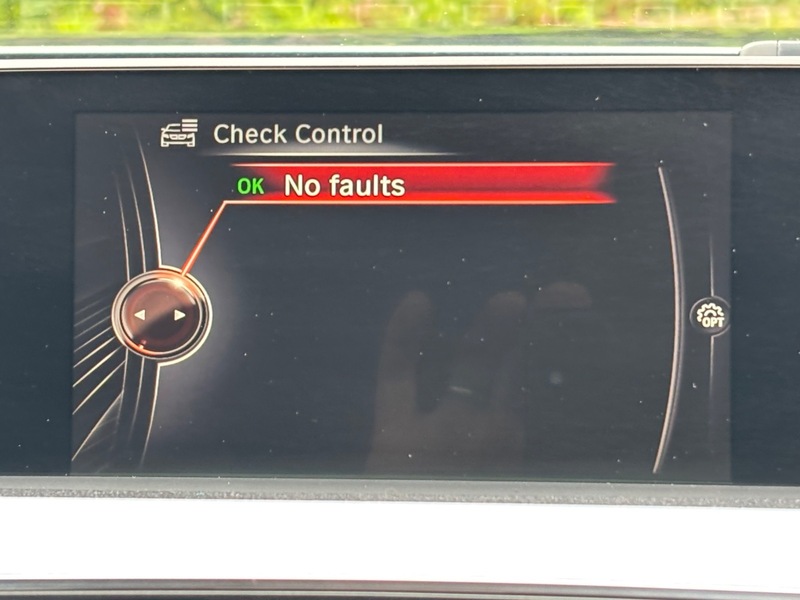 Check Control
OK No faults
OPT